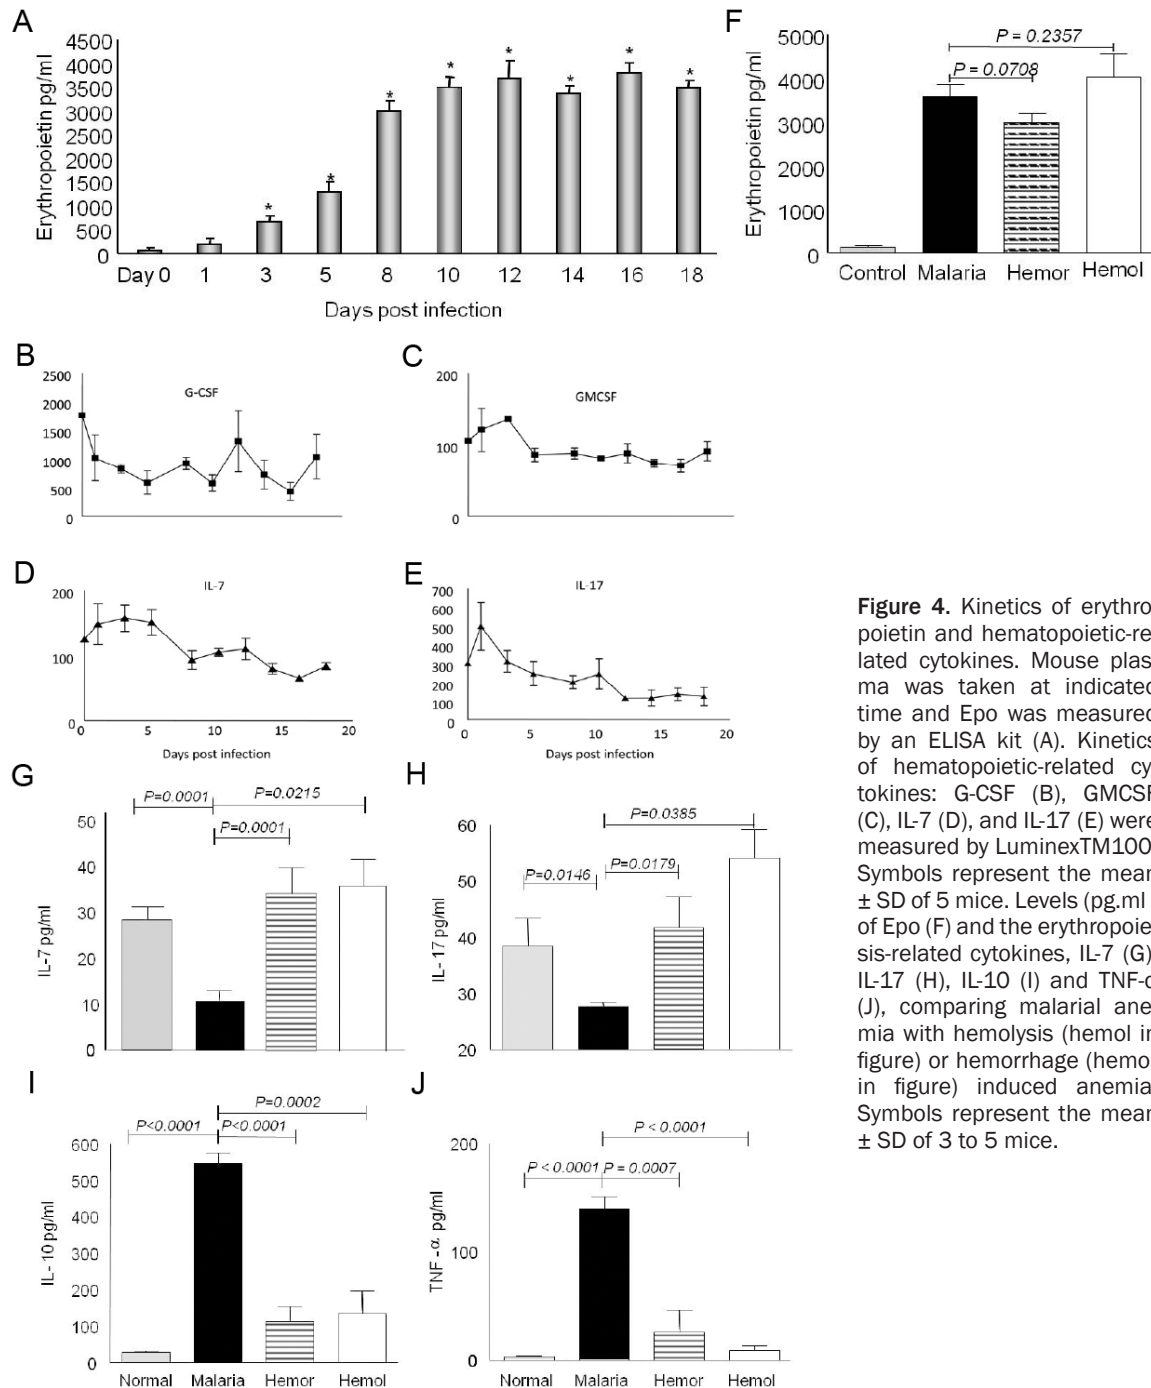 A
4500
4000
3500
3000
2500
2000
1500
1000
500
0
Erythropoietin pg/ml
* * * * * * * *
Day 0 1 3 5 8 10 12 14 16 18
Days post infection
F
P = 0.2357
P = 0.0708
5000
4000
3000
2000
1000
0
Erythropoietin pg/ml
Control Malaria Hemor Hemol
B
G-CSF
2500
2000
1500
1000
500
0
C
GMCSF
200
100
0
D
IL-7
200
100
0
0 5 10 15 20
Days post infection
E
IL-17
700
600
500
400
300
200
100
0
0 5 10 15 20
Days post infection
G
P=0.0001
P=0.0215
P=0.0001
50
40
30
20
10
0
IL-7 pg/ml
H
P=0.0385
P=0.0146
P=0.0179
60
50
40
30
20
IL-17 pg/ml
I
P=0.0002
P<0.0001
P<0.0001
600
500
400
300
200
100
0
IL-10 pg/ml
Normal Malaria Hemor Hemol
J
P < 0.0001
P < 0.0001
P = 0.0007
200
100
0
TNF-α pg/ml
Normal Malaria Hemor Hemol
Figure 4. Kinetics of erythro
poietin and hematopoietic-re
lated cytokines. Mouse plas
ma was taken at indicated
time and Epo was measured
by an ELISA kit (A). Kinetics
of hematopoietic-related cy
tokines: G-CSF (B), GMCSF
(C), IL-7 (D), and IL-17 (E) were
measured by LuminexTM100
Symbols represent the mean
± SD of 5 mice. Levels (pg.ml
of Epo (F) and the erythropoie
sis-related cytokines, IL-7 (G)
IL-17 (H), IL-10 (I) and TNF-α
(J), comparing malarial ane
mia with hemolysis (hemol in
figure) or hemorrhage (hemo
in figure) induced anemia
Symbols represent the mean
± SD of 3 to 5 mice.